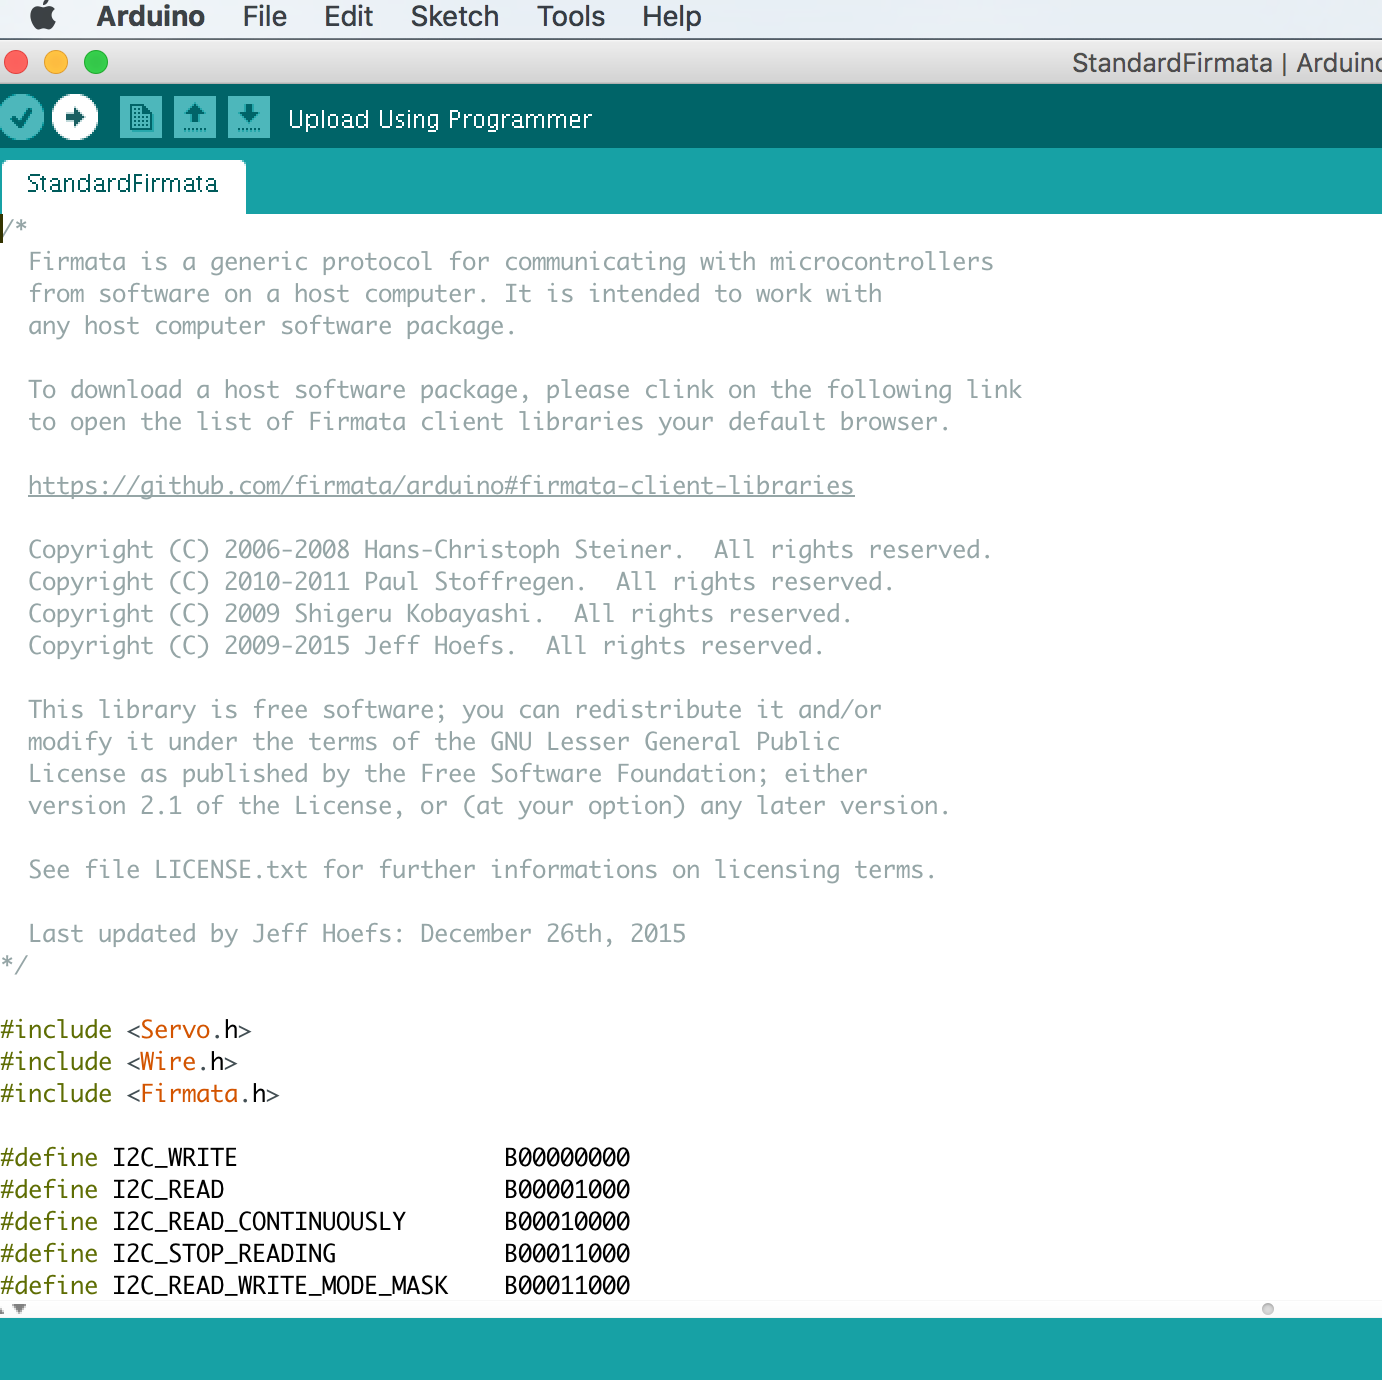 Arduino File Edit Sketch Tools Help
StandardFirmata | Arduino
Upload Using Programmer
StandardFirmata
/*
Firmata is a generic protocol for communicating with microcontrollers
from software on a host computer. It is intended to work with
any host computer software package.
To download a host software package, please clink on the following link
to open the list of Firmata client libraries your default browser.
https://github.com/firmata/arduino#firmata-client-libraries
Copyright (C) 2006-2008 Hans-Christoph Steiner.  All rights reserved.
Copyright (C) 2010-2011 Paul Stoffregen.  All rights reserved.
Copyright (C) 2009 Shigeru Kobayashi.  All rights reserved.
Copyright (C) 2009-2015 Jeff Hoefs.  All rights reserved.
This library is free software; you can redistribute it and/or
modify it under the terms of the GNU Lesser General Public
License as published by the Free Software Foundation; either
version 2.1 of the License, or (at your option) any later version.
See file LICENSE.txt for further informations on licensing terms.
Last updated by Jeff Hoefs: December 26th, 2015
*/
#include <Servo.h>
#include <Wire.h>
#include <Firmata.h>
#define I2C_WRITE                   B00000000
#define I2C_READ                    B00001000
#define I2C_READ_CONTINUOUSLY       B00010000
#define I2C_STOP_READING            B00011000
#define I2C_READ_WRITE_MODE_MASK    B00011000